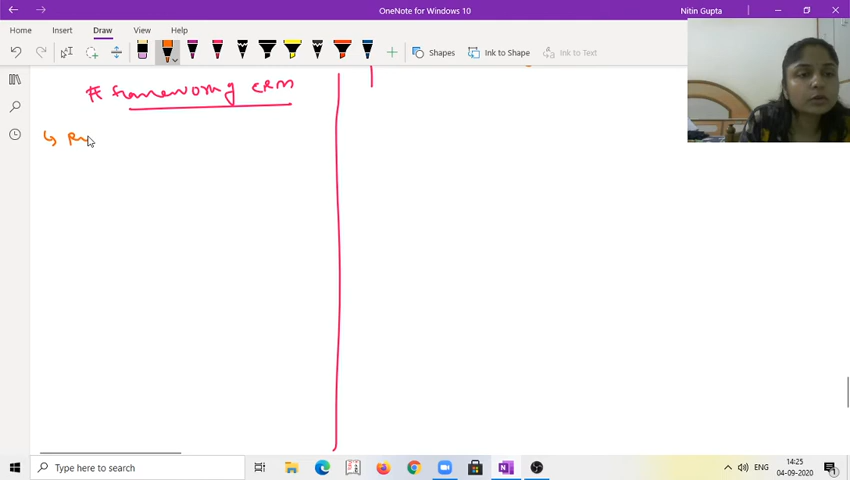 OneNote for Windows 10
Nitin Gupta
Home Insert Draw View Help
Shapes Ink to Shape Ink to Text
# framework of CRM
Type here to search
ENG
14:25
04-09-2020